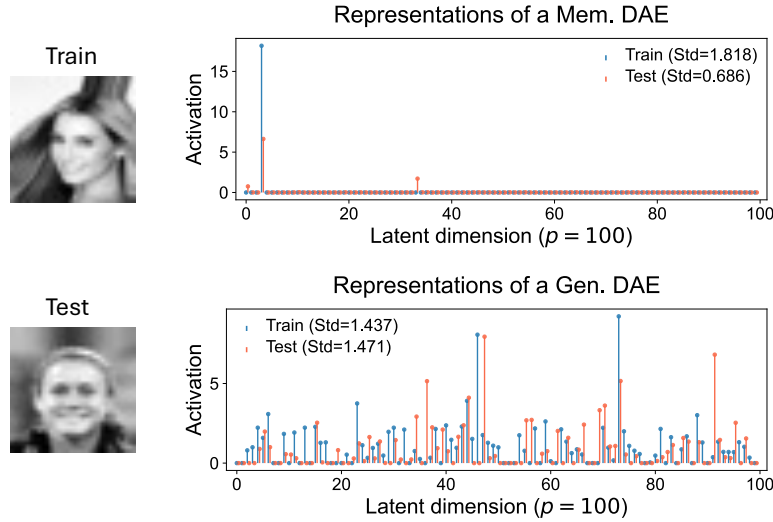 Train
Representations of a Mem. DAE
Train (Std=1.818)
Test (Std=0.686)
Activation
15
10
5
0
0 20 40 60 80 100
Latent dimension (p = 100)
Test
Representations of a Gen. DAE
Train (Std=1.437)
Test (Std=1.471)
Activation
5
0
0 20 40 60 80 100
Latent dimension (p = 100)